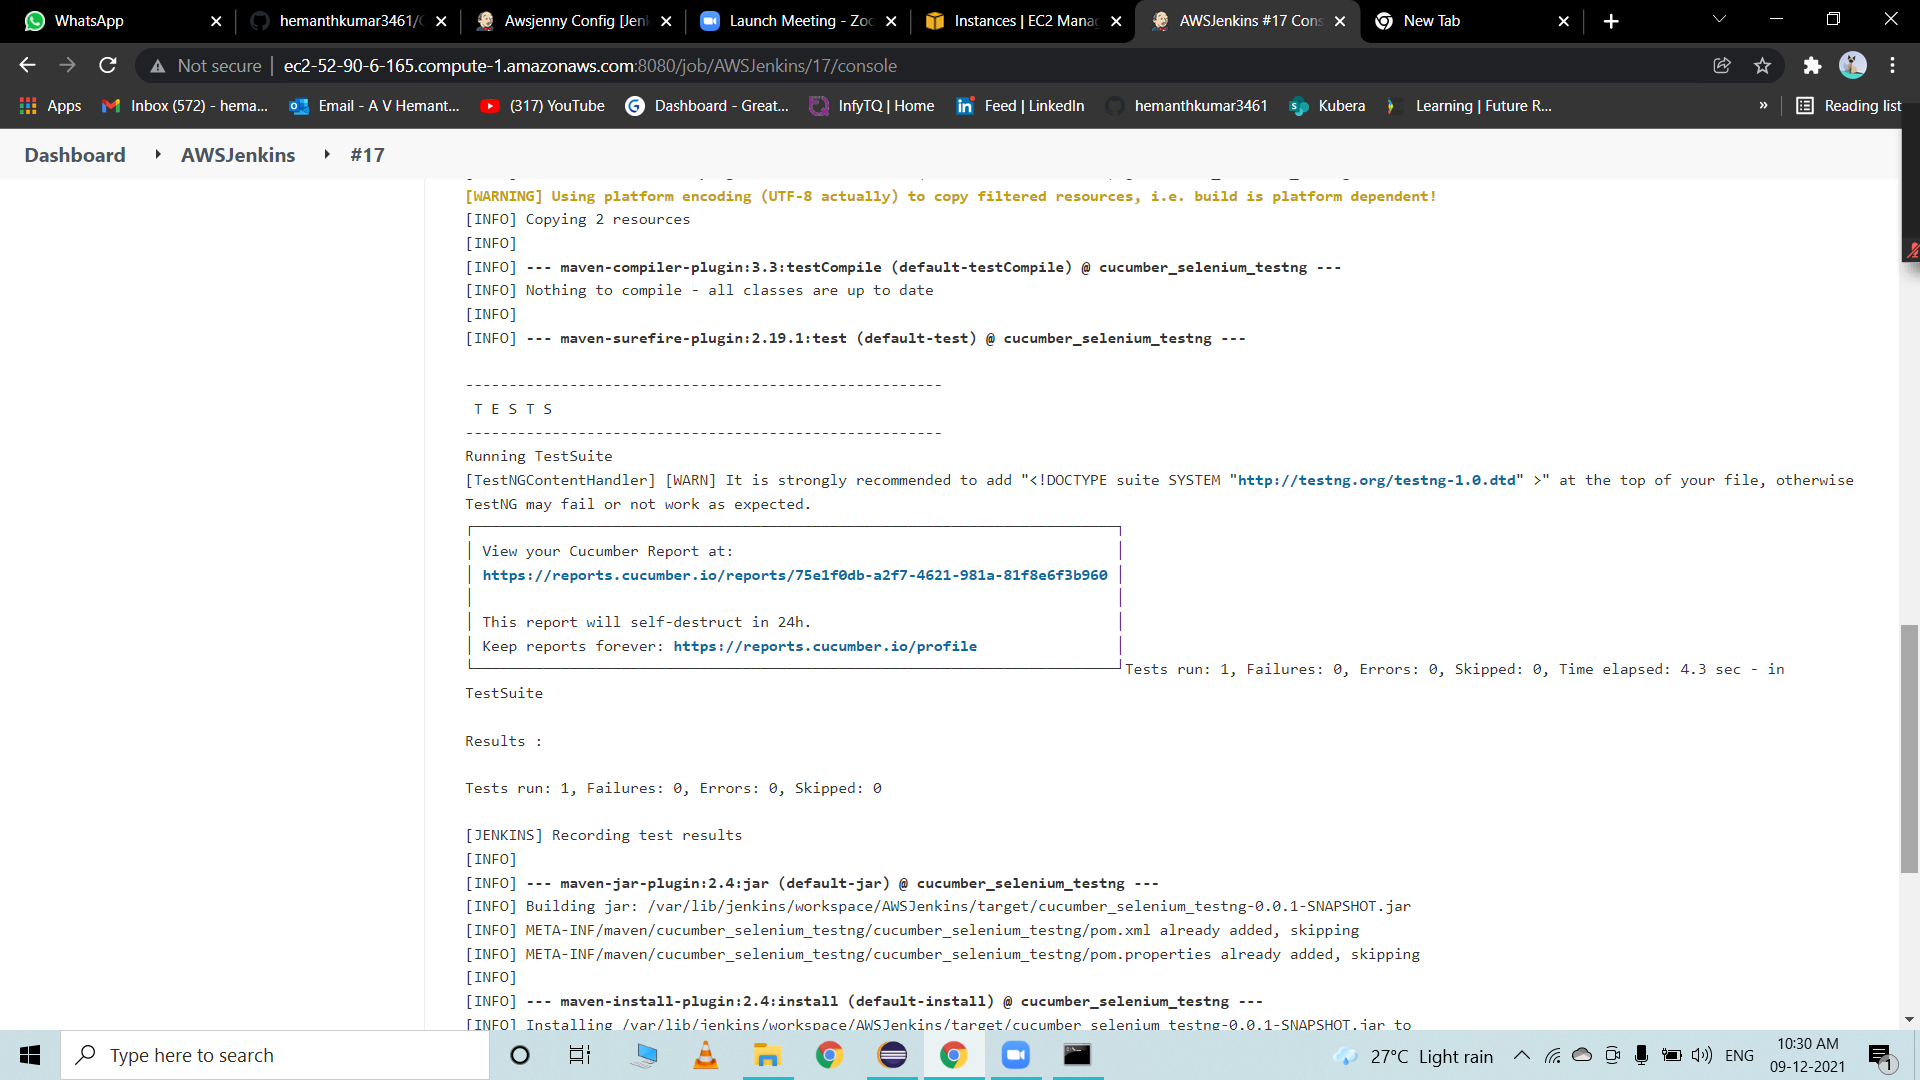 WhatsApp
hemanthkumar3461/
Awsjenny Config [Jen
Launch Meeting - Zoo
Instances | EC2 Manag
AWSJenkins #17 Cons
New Tab
Not secure
ec2-52-90-6-165.compute-1.amazonaws.com:8080/job/AWSJenkins/17/console
Apps
Inbox (572) - hema...
Email - A V Hemant...
(317) YouTube
Dashboard - Great...
InfyTQ | Home
Feed | LinkedIn
hemanthkumar3461
Kubera
Learning | Future R...
»
Reading list
Dashboard
AWSJenkins
#17
[WARNING] Using platform encoding (UTF-8 actually) to copy filtered resources, i.e. build is platform dependent!
[INFO] Copying 2 resources
[INFO]
[INFO] --- maven-compiler-plugin:3.3:testCompile (default-testCompile) @ cucumber_selenium_testng ---
[INFO] Nothing to compile - all classes are up to date
[INFO]
[INFO] --- maven-surefire-plugin:2.19.1:test (default-test) @ cucumber_selenium_testng ---
-------------------------------------------------------
T E S T S
-------------------------------------------------------
Running TestSuite
[TestNGContentHandler] [WARN] It is strongly recommended to add "<!DOCTYPE suite SYSTEM "http://testng.org/testng-1.0.dtd" >" at the top of your file, otherwise
TestNG may fail or not work as expected.
View your Cucumber Report at:
https://reports.cucumber.io/reports/75e1f0db-a2f7-4621-981a-81f8e6f3b960
This report will self-destruct in 24h.
Keep reports forever: https://reports.cucumber.io/profile
Tests run: 1, Failures: 0, Errors: 0, Skipped: 0, Time elapsed: 4.3 sec - in
TestSuite
Results :
Tests run: 1, Failures: 0, Errors: 0, Skipped: 0
[JENKINS] Recording test results
[INFO]
[INFO] --- maven-jar-plugin:2.4:jar (default-jar) @ cucumber_selenium_testng ---
[INFO] Building jar: /var/lib/jenkins/workspace/AWSJenkins/target/cucumber_selenium_testng-0.0.1-SNAPSHOT.jar
[INFO] META-INF/maven/cucumber_selenium_testng/cucumber_selenium_testng/pom.xml already added, skipping
[INFO] META-INF/maven/cucumber_selenium_testng/cucumber_selenium_testng/pom.properties already added, skipping
[INFO]
[INFO] --- maven-install-plugin:2.4:install (default-install) @ cucumber_selenium_testng ---
[INFO] Installing /var/lib/jenkins/workspace/AWSJenkins/target/cucumber_selenium_testng-0.0.1-SNAPSHOT.jar to
Type here to search
27°C Light rain
ENG
10:30 AM
09-12-2021
1